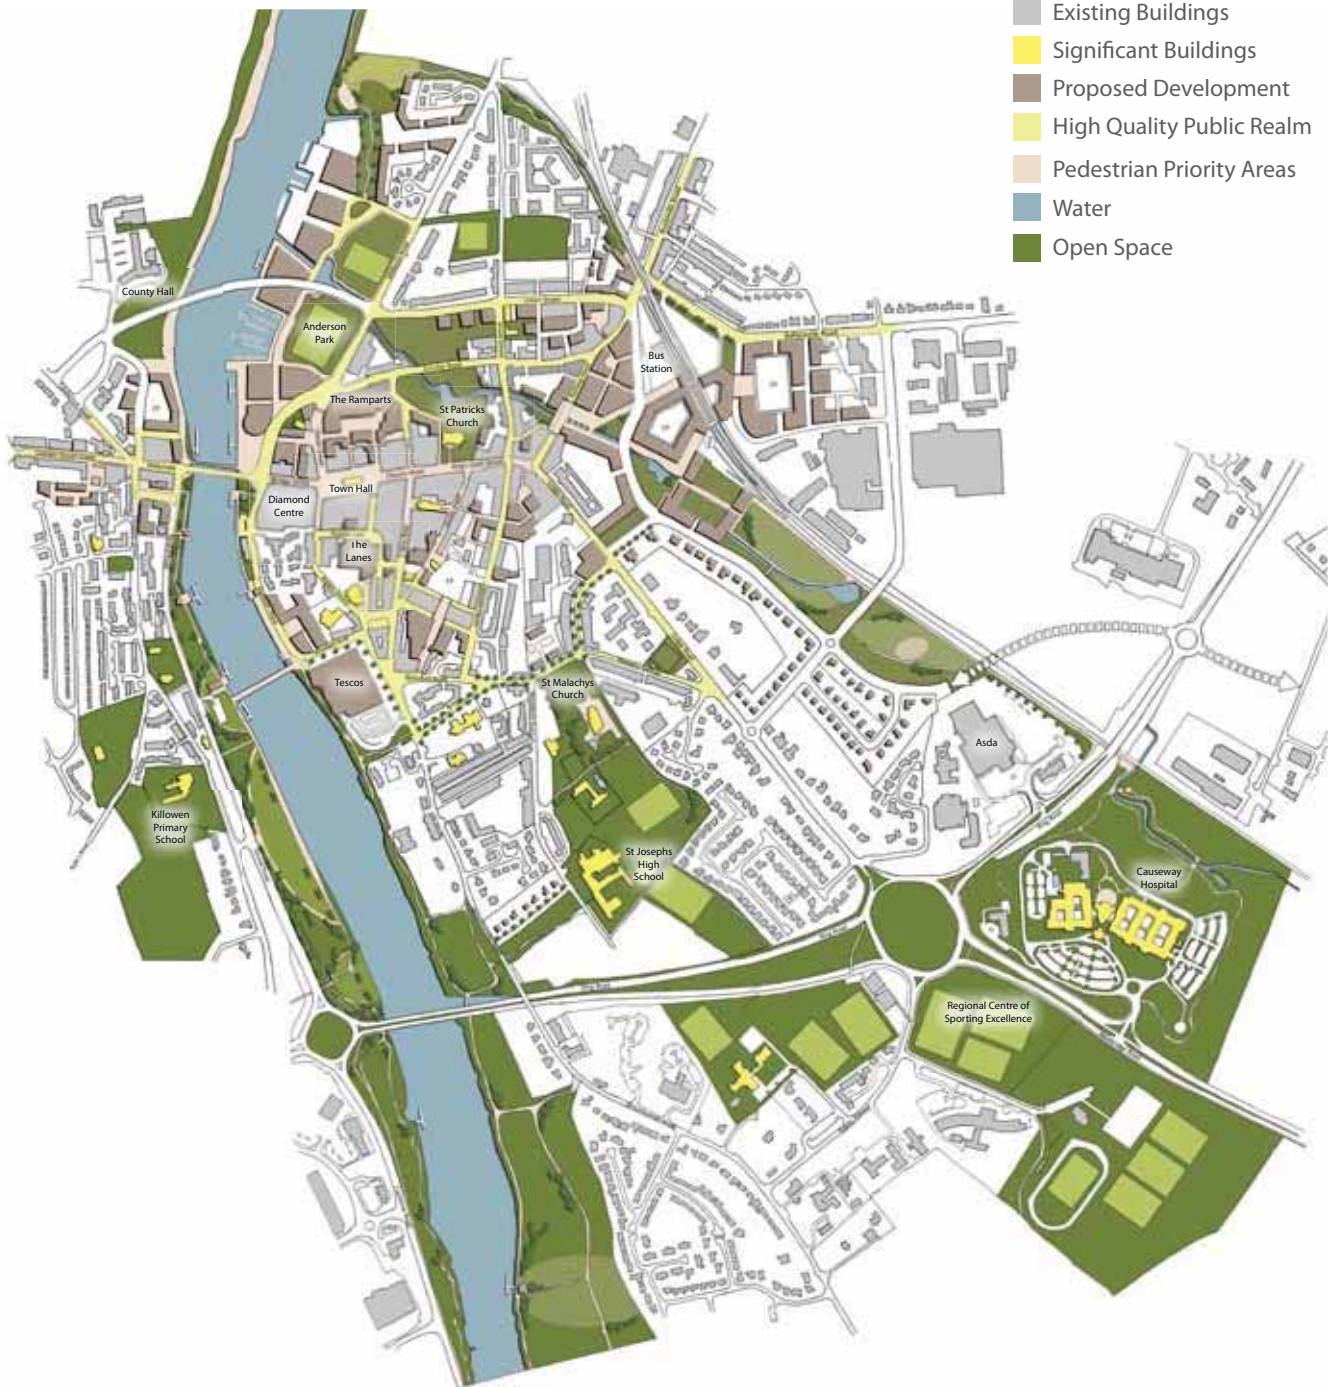 Existing Buildings
Significant Buildings
Proposed Development
High Quality Public Realm
Pedestrian Priority Areas
Water
Open Space
County Hall
Anderson
Park
Bus
Station
The Ramparts
St Patricks
Church
Diamond
Centre
Town Hall
The
Lanes
Tescos
St Malachys
Church
Asda
Killowen
Primary
School
St Josephs
High
School
Causeway
Hospital
Regional Centre of
Sporting Excellence
Ring Road